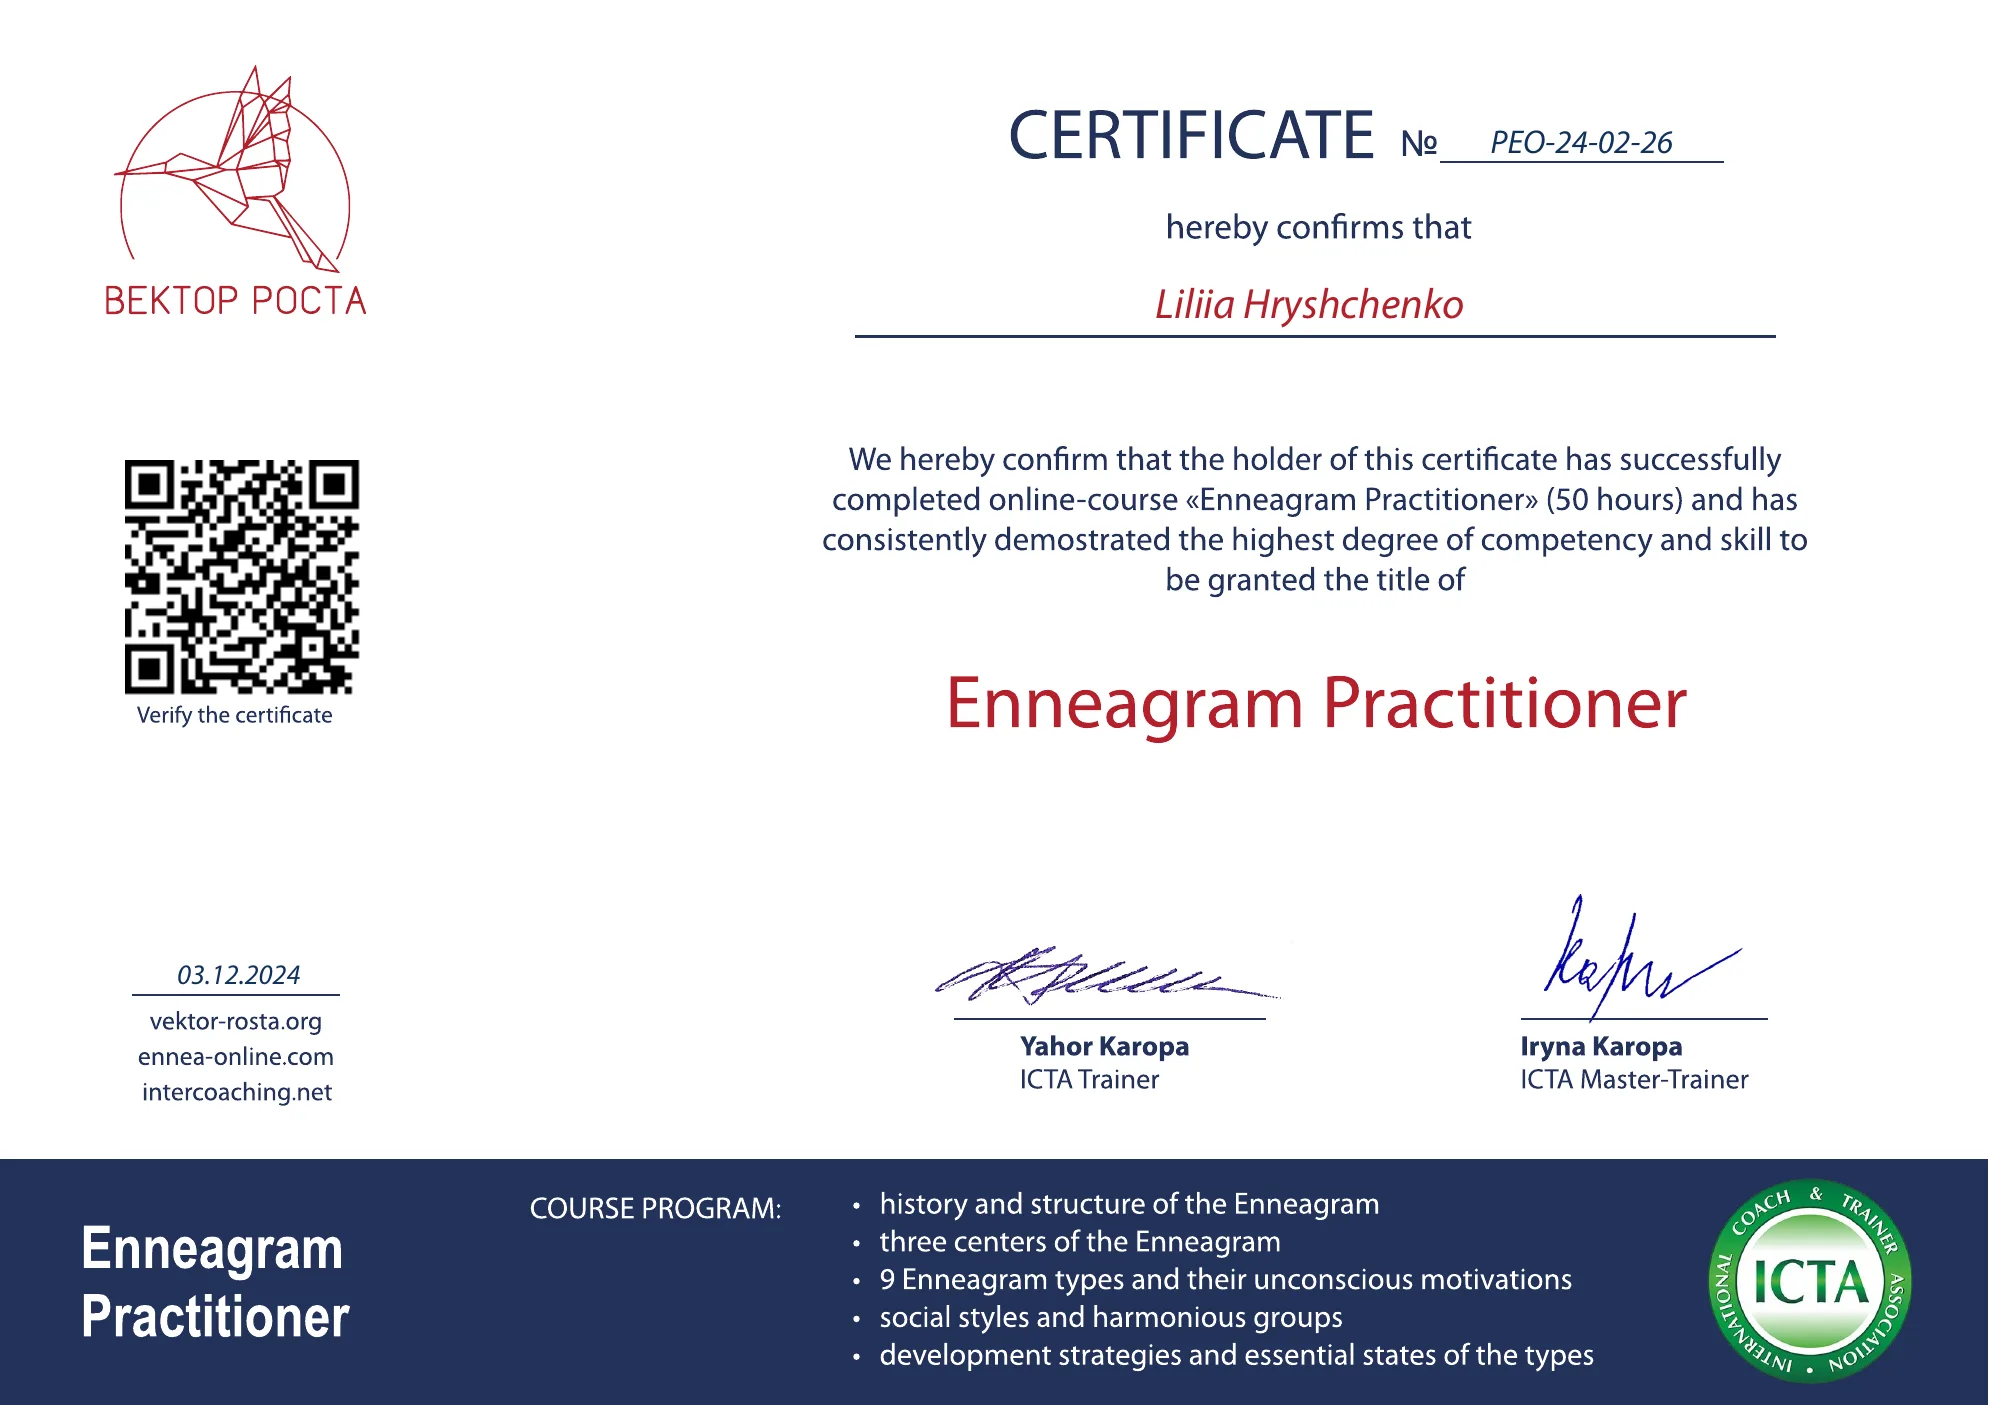 ВЕКТОР РОСТА
CERTIFICATE № PEO-24-02-26
hereby confirms that
Liliia Hryshchenko
We hereby confirm that the holder of this certificate has successfully
completed online-course «Enneagram Practitioner» (50 hours) and has
consistently demostrated the highest degree of competency and skill to
be granted the title of
Enneagram Practitioner
Verify the certificate
03.12.2024
vektor-rosta.org
ennea-online.com
intercoaching.net
Yahor Karopa
ICTA Trainer
Iryna Karopa
ICTA Master-Trainer
Enneagram
Practitioner
COURSE PROGRAM:
• history and structure of the Enneagram
• three centers of the Enneagram
• 9 Enneagram types and their unconscious motivations
• social styles and harmonious groups
• development strategies and essential states of the types
INTERNATIONAL COACH & TRAINER ASSOCIATION •
ICTA